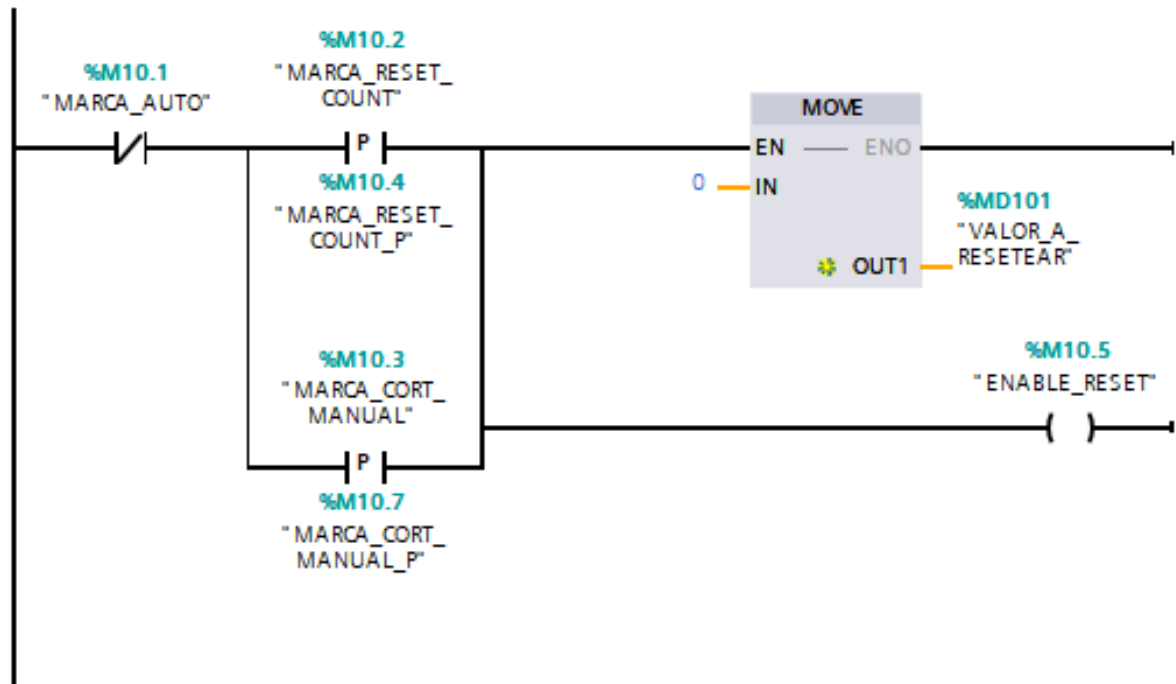 %M10.2
"MARCA_RESET_
COUNT"
%M10.1
"MARCA_AUTO"
P
%M10.4
"MARCA_RESET_
COUNT_P"
MOVE
EN
ENO
0
IN
OUT1
%MD101
"VALOR_A_
RESETEAR"
%M10.3
"MARCA_CORT_
MANUAL"
P
%M10.7
"MARCA_CORT_
MANUAL_P"
%M10.5
"ENABLE_RESET"